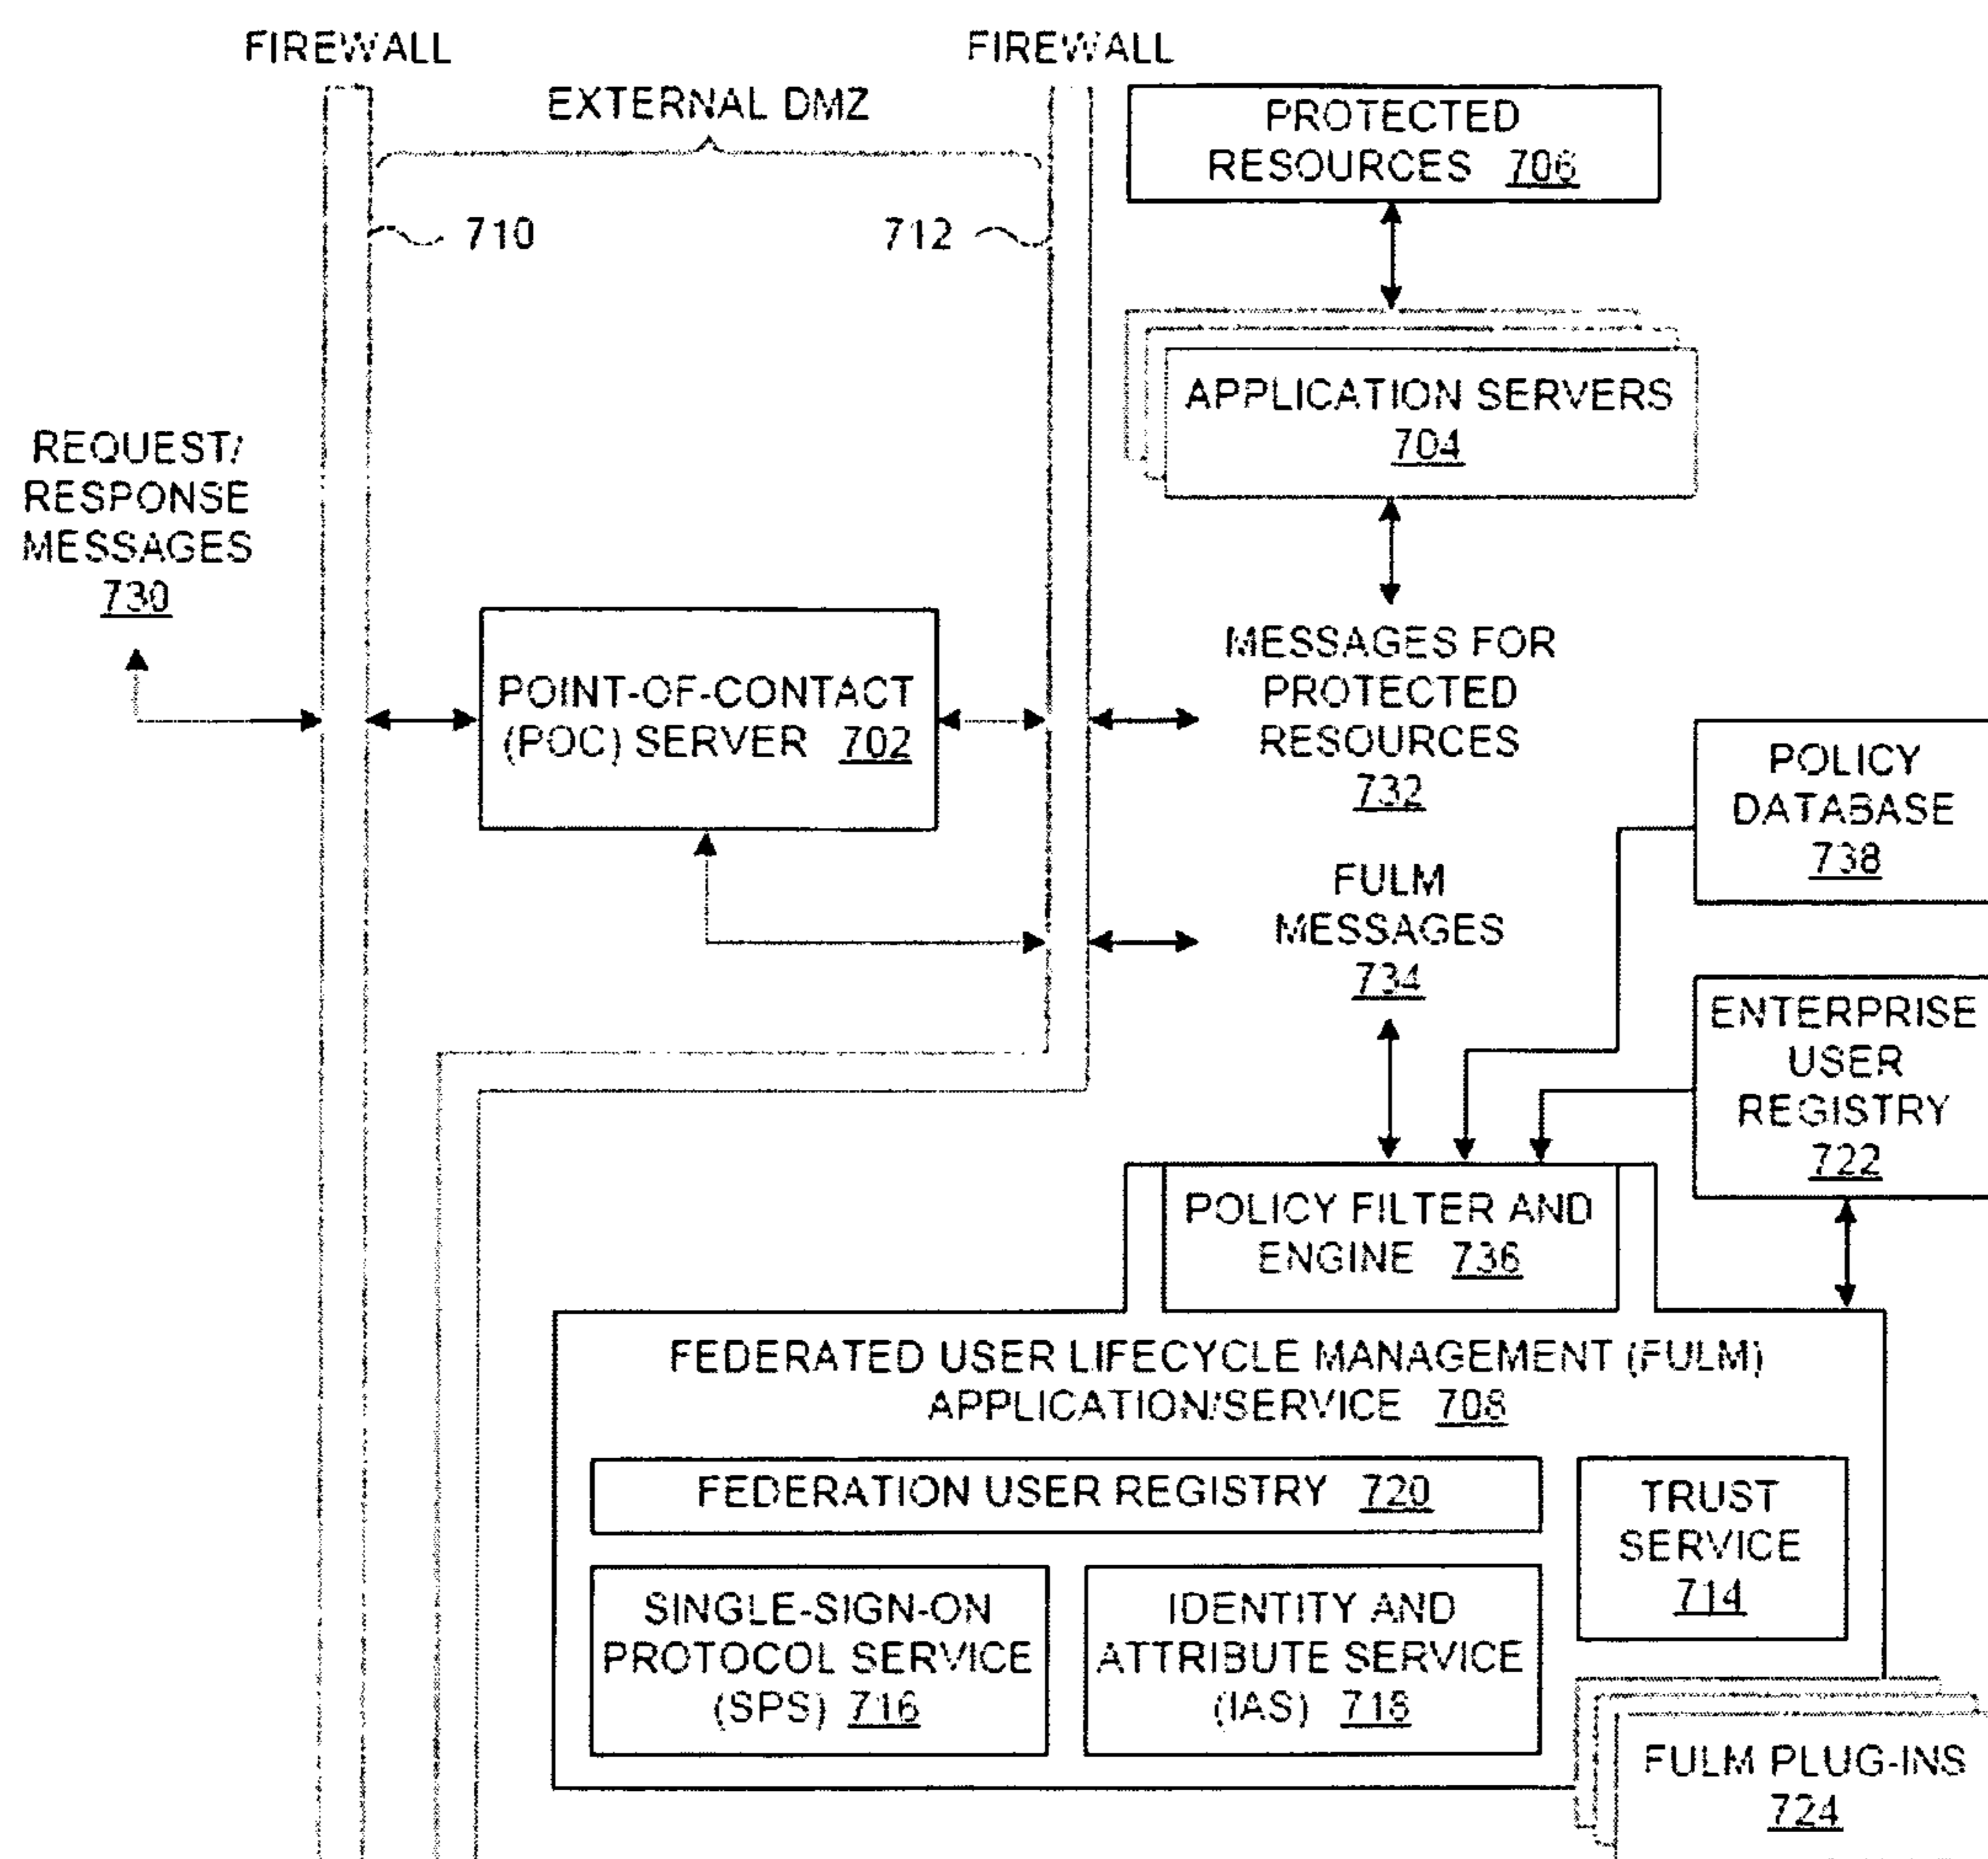 FIREWALL
FIREWALL
EXTERNAL DMZ
PROTECTED
RESOURCES 706
710
712
APPLICATION SERVERS
704
REQUEST/
RESPONSE
MESSAGES
730
POINT-OF-CONTACT
(POC) SERVER 702
MESSAGES FOR
PROTECTED
RESOURCES
732
POLICY
DATABASE
738
FULM
MESSAGES
734
ENTERPRISE
USER
REGISTRY
722
POLICY FILTER AND
ENGINE 736
FEDERATED USER LIFECYCLE MANAGEMENT (FULM)
APPLICATION/SERVICE 708
FEDERATION USER REGISTRY 720
TRUST
SERVICE
714
SINGLE-SIGN-ON
PROTOCOL SERVICE
(SPS) 716
IDENTITY AND
ATTRIBUTE SERVICE
(IAS) 718
FULM PLUG-INS
724